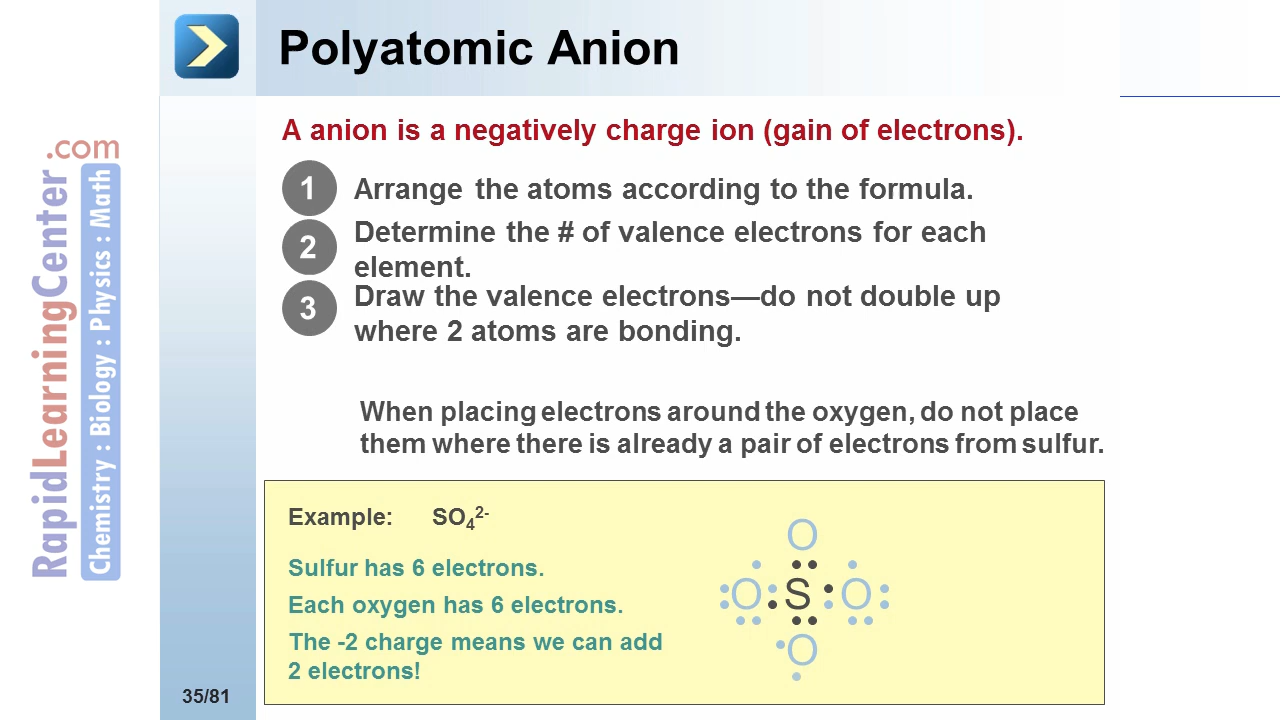 Polyatomic Anion
A anion is a negatively charge ion (gain of electrons).
1 Arrange the atoms according to the formula.
2 Determine the # of valence electrons for each
element.
3 Draw the valence electrons—do not double up
where 2 atoms are bonding.
When placing electrons around the oxygen, do not place
them where there is already a pair of electrons from sulfur.
Example: SO₄²⁻
Sulfur has 6 electrons.
Each oxygen has 6 electrons.
The -2 charge means we can add
2 electrons!
O
O S O
O
35/81
RapidLearningCenter.com
Chemistry : Biology : Physics : Math